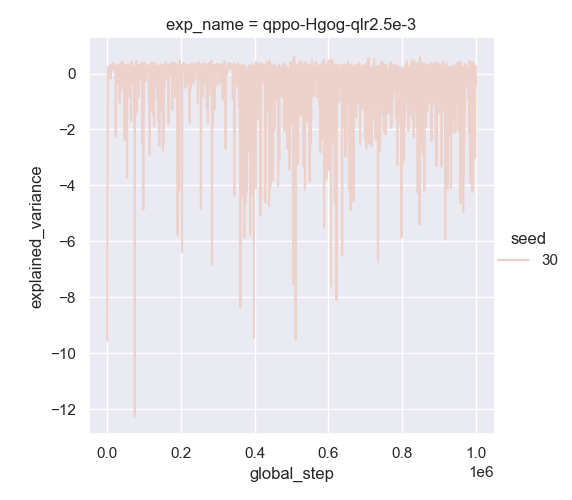 exp_name = qppo-Hgog-qlr2.5e-3
explained_variance
0
−2
−4
−6
−8
−10
−12
0.0 0.2 0.4 0.6 0.8 1.0
1e6
global_step
seed
30